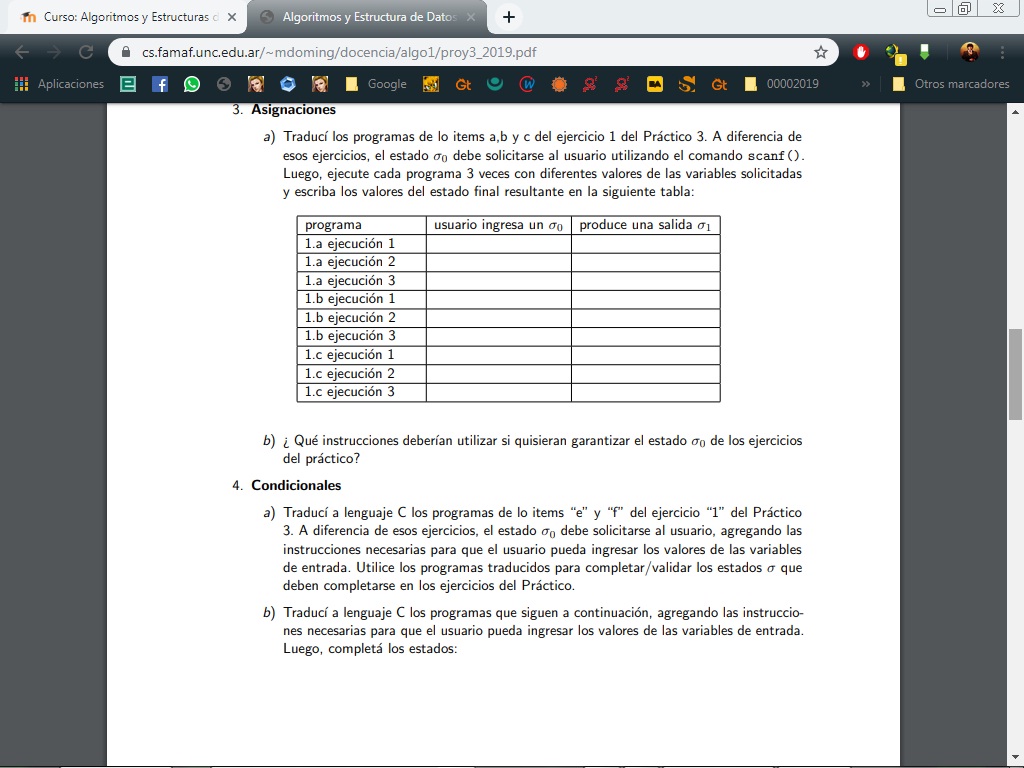 Curso: Algoritmos y Estructuras d
Algoritmos y Estructura de Datos
cs.famaf.unc.edu.ar/~mdoming/docencia/algo1/proy3_2019.pdf
Aplicaciones
Google
Gt
Gt
00002019
»
Otros marcadores
3. Asignaciones
a) Traducí los programas de lo items a,b y c del ejercicio 1 del Práctico 3. A diferencia de
esos ejercicios, el estado σ0 debe solicitarse al usuario utilizando el comando scanf().
Luego, ejecute cada programa 3 veces con diferentes valores de las variables solicitadas
y escriba los valores del estado final resultante en la siguiente tabla:
programa usuario ingresa un σ0 produce una salida σ1
1.a ejecución 1
1.a ejecución 2
1.a ejecución 3
1.b ejecución 1
1.b ejecución 2
1.b ejecución 3
1.c ejecución 1
1.c ejecución 2
1.c ejecución 3
b) ¿ Qué instrucciones deberían utilizar si quisieran garantizar el estado σ0 de los ejercicios
del práctico?
4. Condicionales
a) Traducí a lenguaje C los programas de lo items “e” y “f” del ejercicio “1” del Práctico
3. A diferencia de esos ejercicios, el estado σ0 debe solicitarse al usuario, agregando las
instrucciones necesarias para que el usuario pueda ingresar los valores de las variables
de entrada. Utilice los programas traducidos para completar/validar los estados σ que
deben completarse en los ejercicios del Práctico.
b) Traducí a lenguaje C los programas que siguen a continuación, agregando las instruccio-
nes necesarias para que el usuario pueda ingresar los valores de las variables de entrada.
Luego, completá los estados: